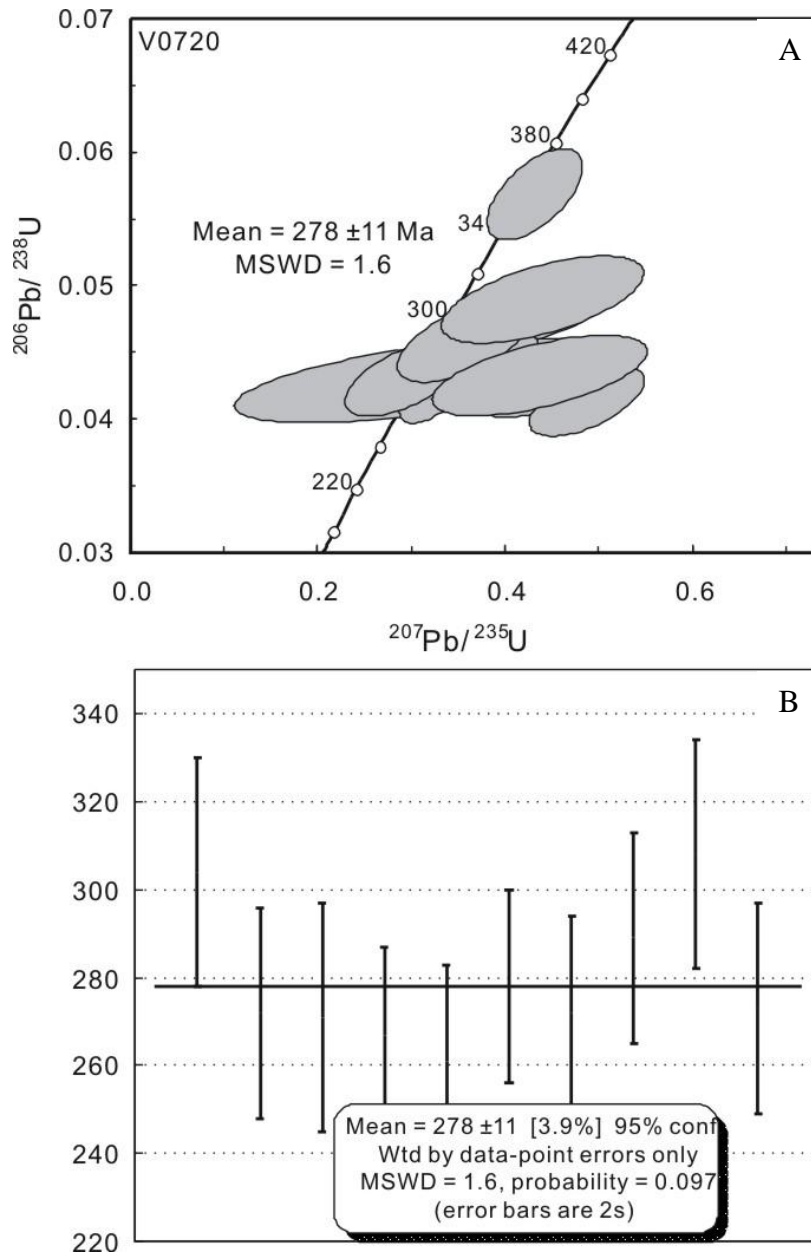 0.07
V0720
420
A
0.06
380
Mean = 278 ±11 Ma
MSWD = 1.6
34
206Pb/ 238U
0.05
300
0.04
220
0.03
0.0
0.2
0.4
0.6
207Pb/ 235U
B
340
320
300
280
260
240
220
Mean = 278 ±11 [3.9%] 95% conf
Wtd by data-point errors only
MSWD = 1.6, probability = 0.097
(error bars are 2s)